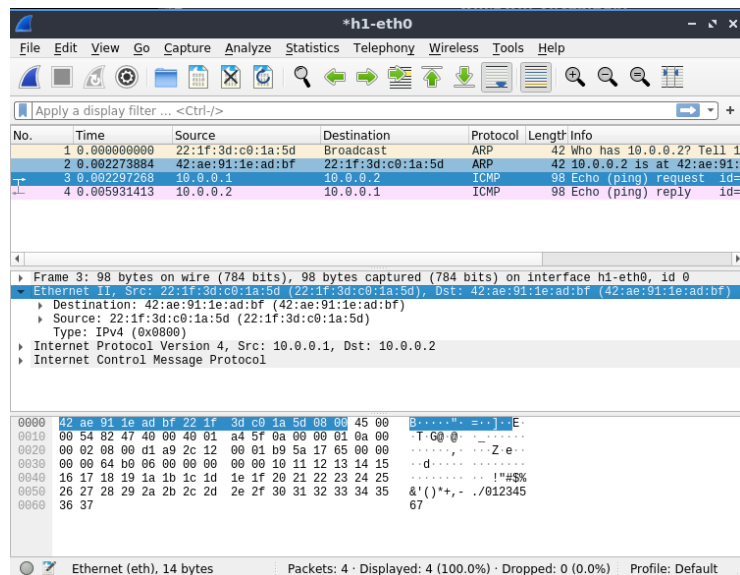 *h1-eth0
File Edit View Go Capture Analyze Statistics Telephony Wireless Tools Help
Apply a display filter ... <Ctrl-/>
No. Time Source Destination Protocol Length Info
1 0.000000000 22:1f:3d:c0:1a:5d Broadcast ARP 42 Who has 10.0.0.2? Tell 1
2 0.002273884 42:ae:91:1e:ad:bf 22:1f:3d:c0:1a:5d ARP 42 10.0.0.2 is at 42:ae:91:
3 0.002297268 10.0.0.1 10.0.0.2 ICMP 98 Echo (ping) request id=
4 0.005931413 10.0.0.2 10.0.0.1 ICMP 98 Echo (ping) reply id=
Frame 3: 98 bytes on wire (784 bits), 98 bytes captured (784 bits) on interface h1-eth0, id 0
Ethernet II, Src: 22:1f:3d:c0:1a:5d (22:1f:3d:c0:1a:5d), Dst: 42:ae:91:1e:ad:bf (42:ae:91:1e:ad:bf)
Destination: 42:ae:91:1e:ad:bf (42:ae:91:1e:ad:bf)
Source: 22:1f:3d:c0:1a:5d (22:1f:3d:c0:1a:5d)
Type: IPv4 (0x0800)
Internet Protocol Version 4, Src: 10.0.0.1, Dst: 10.0.0.2
Internet Control Message Protocol
0000 42 ae 91 1e ad bf 22 1f 3d c0 1a 5d 08 00 45 00 B·····"· =··]··E·
0010 00 54 82 47 40 00 40 01 a4 5f 0a 00 00 01 0a 00 ·T·G@·@· ·_······
0020 00 02 08 00 d1 a9 2c 12 00 01 b9 5a 17 65 00 00 ······,· ···Z·e··
0030 00 00 64 b0 06 00 00 00 00 00 10 11 12 13 14 15 ··d····· ········
0040 16 17 18 19 1a 1b 1c 1d 1e 1f 20 21 22 23 24 25 ········ ·· !"#$%
0050 26 27 28 29 2a 2b 2c 2d 2e 2f 30 31 32 33 34 35 &'()*+,- ./012345
0060 36 37 67
Ethernet (eth), 14 bytes Packets: 4 · Displayed: 4 (100.0%) · Dropped: 0 (0.0%) Profile: Default